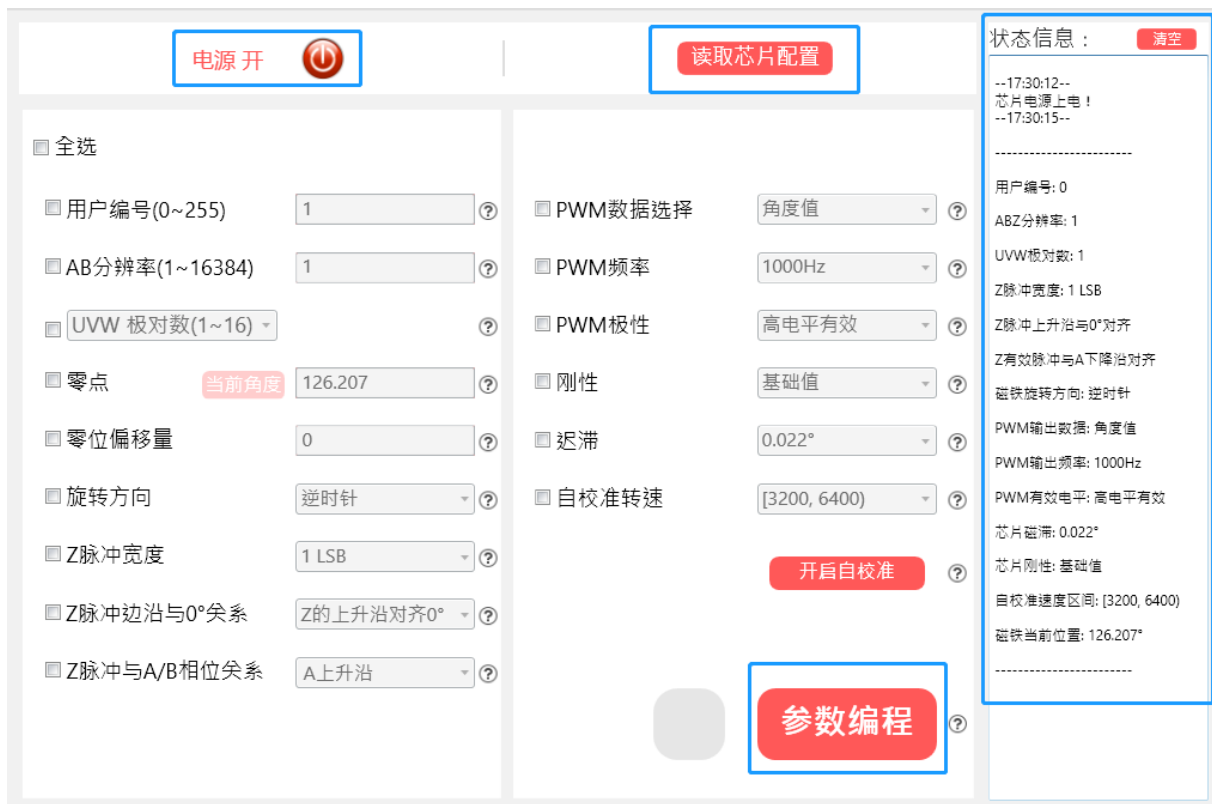 电源 开
读取芯片配置
全选
用户编号(0~255)
1
?
AB分辨率(1~16384)
1
?
UVW 极对数(1~16)
?
零点
当前角度
126.207
?
零位偏移量
0
?
旋转方向
逆时针
?
Z脉冲宽度
1 LSB
?
Z脉冲边沿与0°关系
Z的上升沿对齐0°
?
Z脉冲与A/B相位关系
A上升沿
?
PWM数据选择
角度值
?
PWM频率
1000Hz
?
PWM极性
高电平有效
?
刚性
基础值
?
迟滞
0.022°
?
自校准转速
[3200, 6400)
?
开启自校准
?
参数编程
?
状态信息：
清空
--17:30:12--
芯片电源上电！
--17:30:15--
------------------------
用户编号: 0
ABZ分辨率: 1
UVW极对数: 1
Z脉冲宽度: 1 LSB
Z脉冲上升沿与0°对齐
Z有效脉冲与A下降沿对齐
磁铁旋转方向: 逆时针
PWM输出数据: 角度值
PWM输出频率: 1000Hz
PWM有效电平: 高电平有效
芯片磁滞: 0.022°
芯片刚性: 基础值
自校准速度区间: [3200, 6400)
磁铁当前位置: 126.207°
------------------------